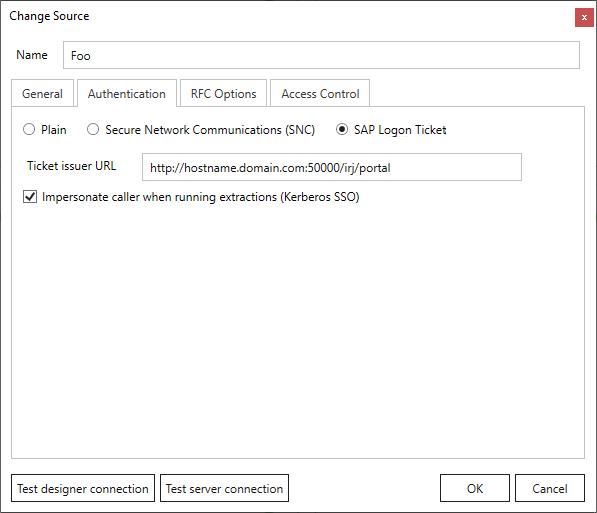 Change Source
x
Name Foo
General Authentication RFC Options Access Control
Plain Secure Network Communications (SNC) SAP Logon Ticket
Ticket issuer URL http://hostname.domain.com:50000/irj/portal
Impersonate caller when running extractions (Kerberos SSO)
Test designer connection Test server connection OK Cancel